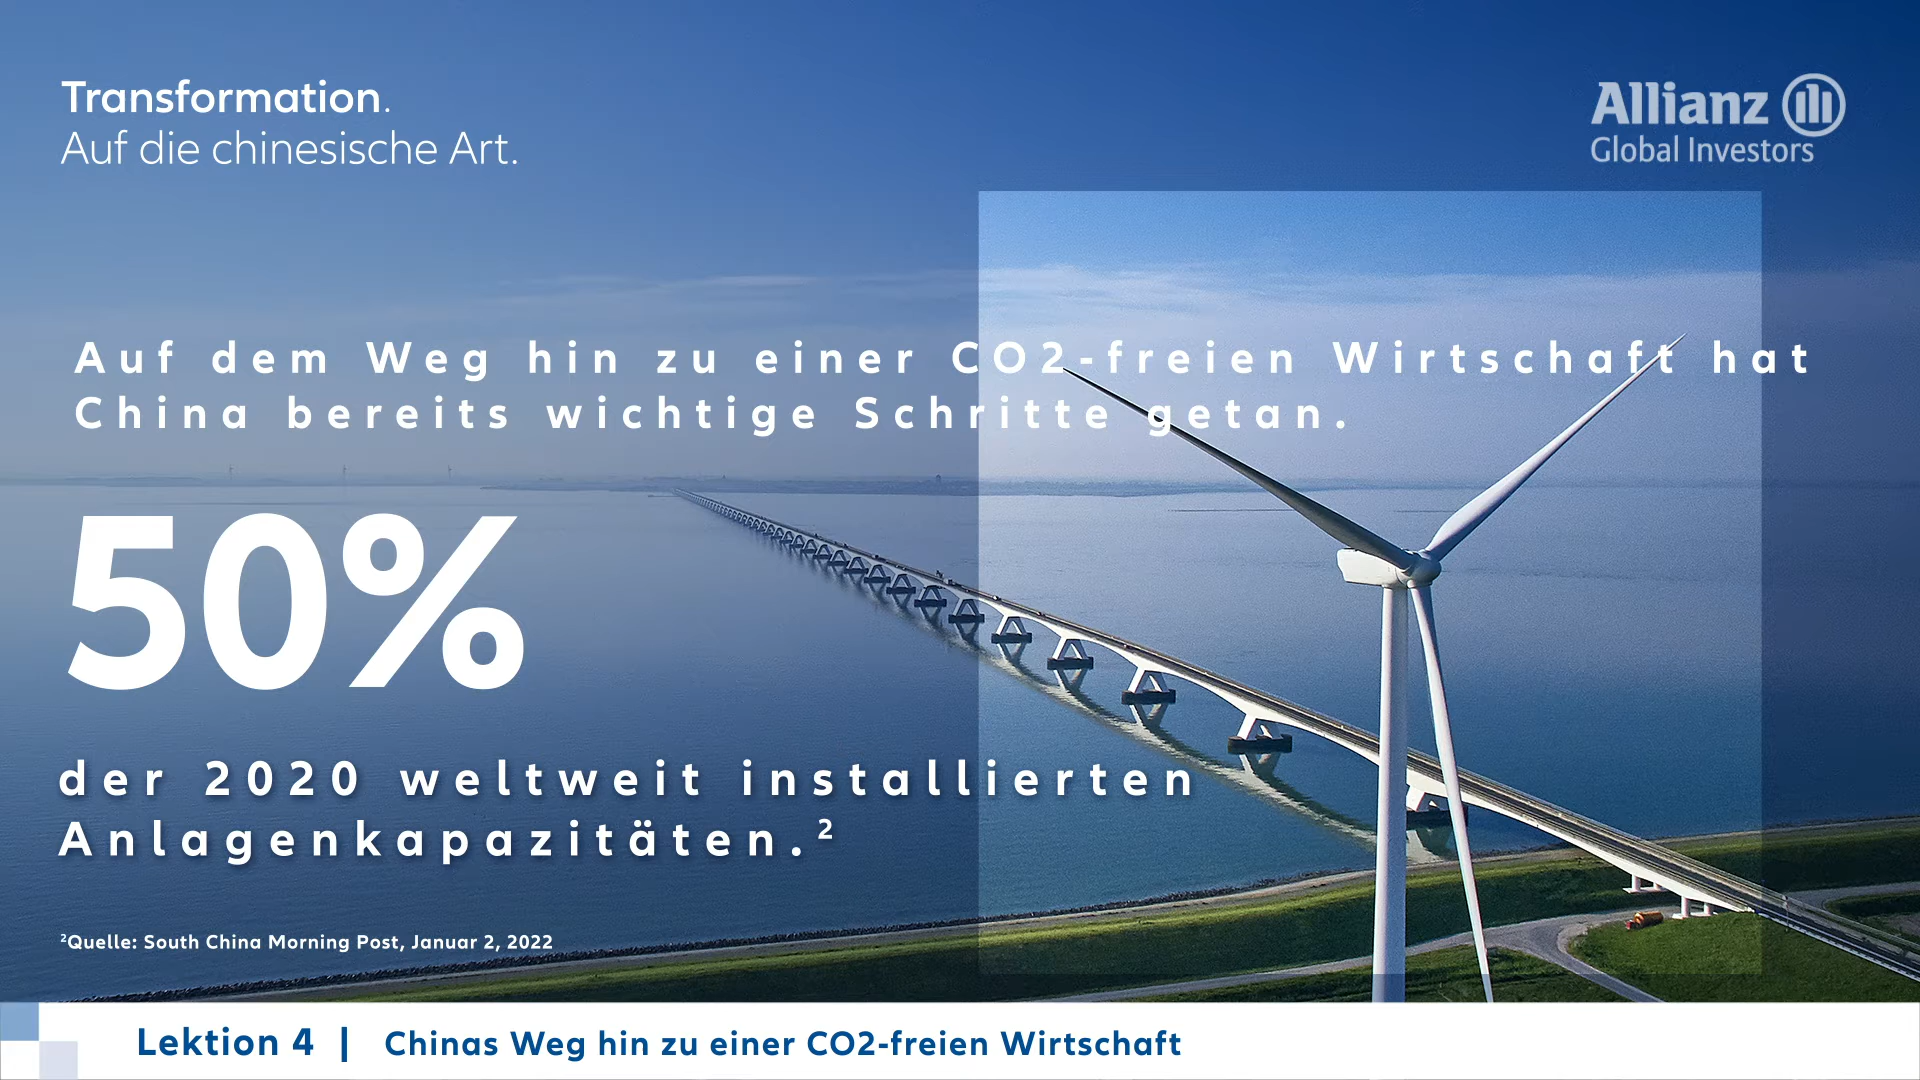 Transformation.
Auf die chinesische Art.
Allianz
Global Investors
Auf dem Weg hin zu einer CO2-freien Wirtschaft hat
China bereits wichtige Schritte getan.
50%
der 2020 weltweit installierten
Anlagenkapazitäten.²
²Quelle: South China Morning Post, Januar 2, 2022
Lektion 4 | Chinas Weg hin zu einer CO2-freien Wirtschaft